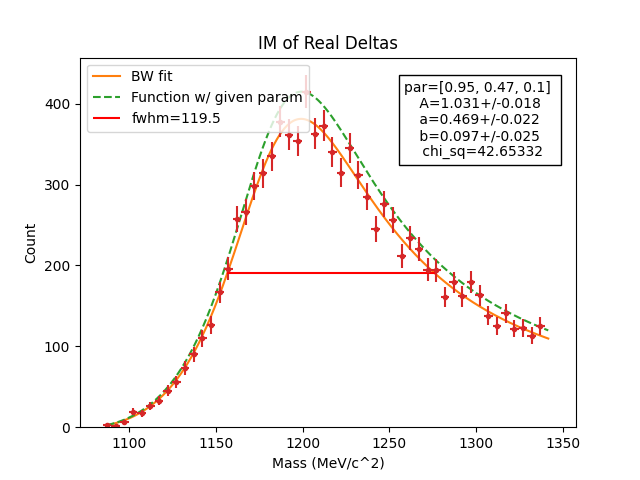 IM of Real Deltas
BW fit
Function w/ given param
fwhm=119.5
par=[0.95, 0.47, 0.1]
A=1.031+/-0.018
a=0.469+/-0.022
b=0.097+/-0.025
chi_sq=42.65332
400
300
200
100
0
Count
1100 1150 1200 1250 1300 1350
Mass (MeV/c^2)